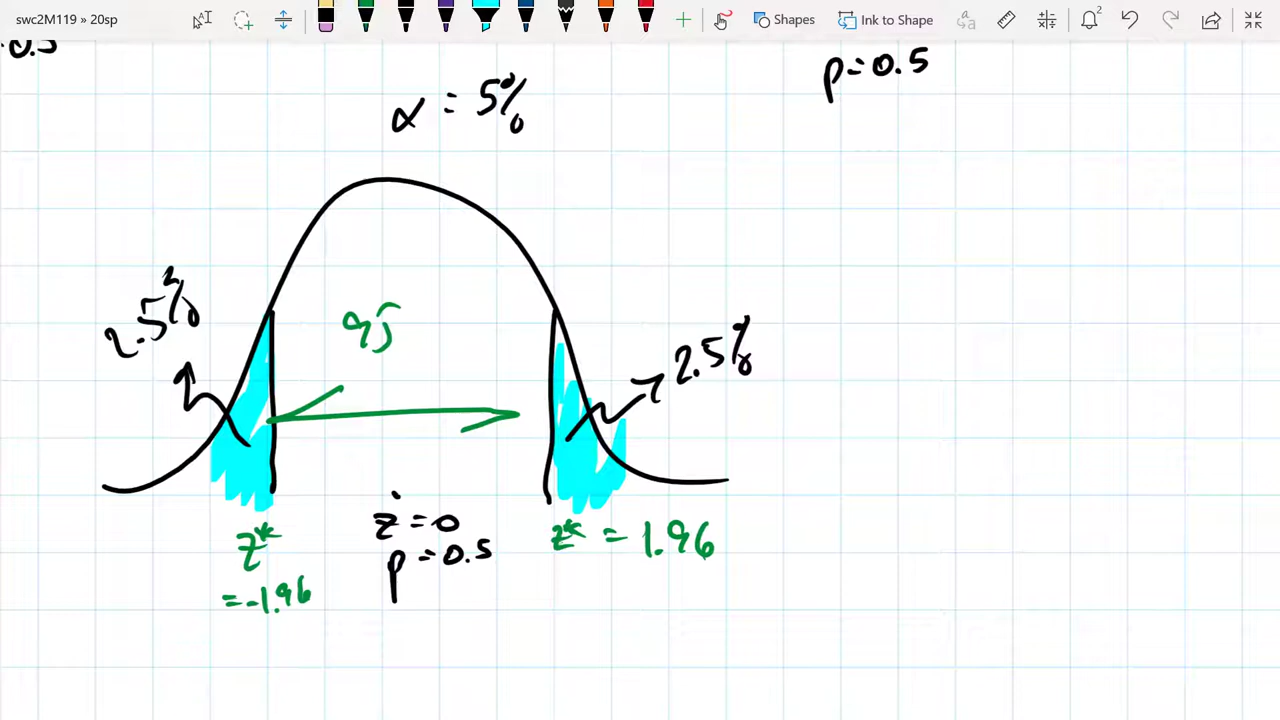 swc2M119 » 20sp
Shapes
Ink to Shape
2
p=0.5
α = 5%
2.5%
95
2.5%
z=0
p=0.5
z* = 1.96
z*
=-1.96